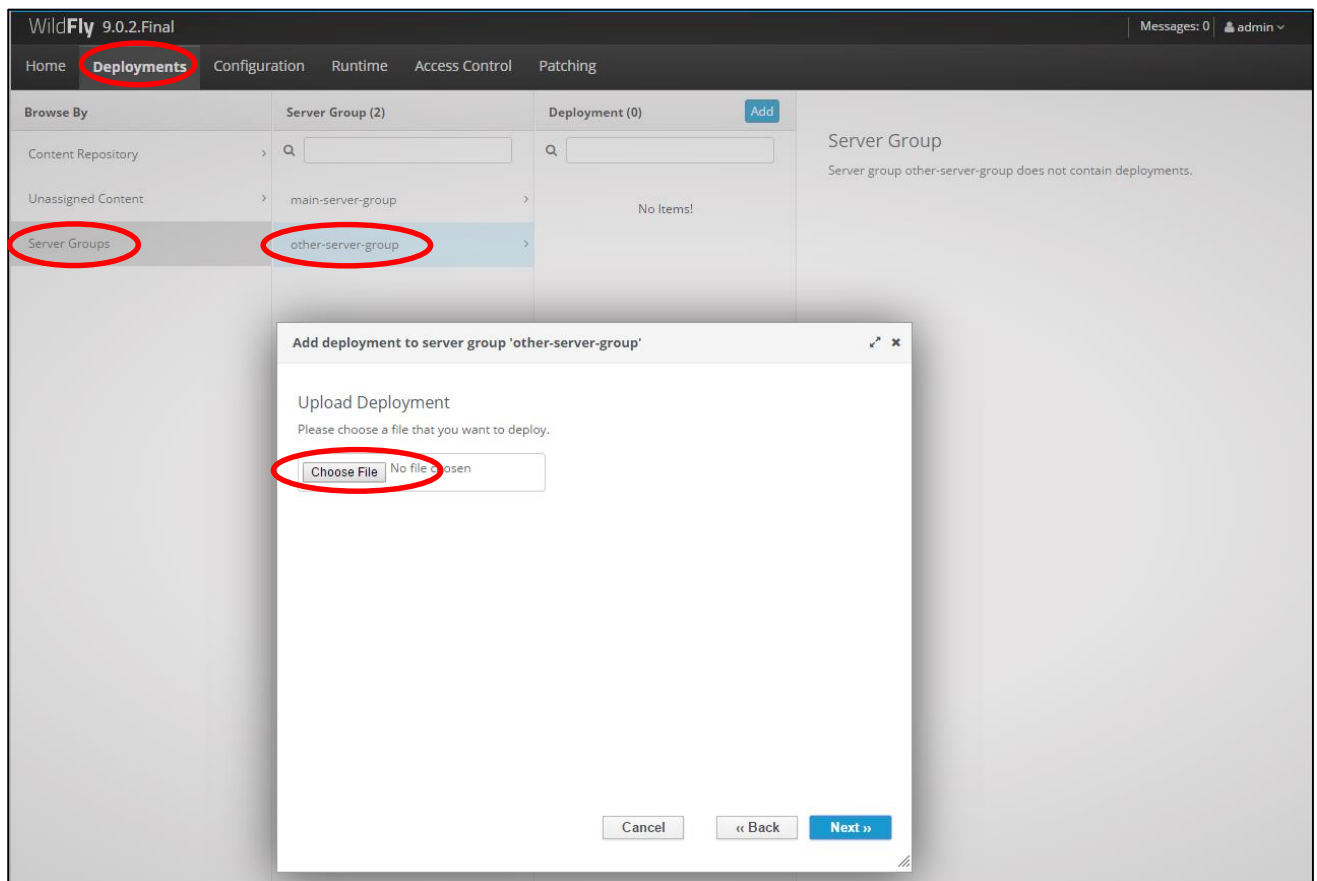 WildFly 9.0.2.Final
Messages: 0 admin
Home Deployments Configuration Runtime Access Control Patching
Browse By
Content Repository
Unassigned Content
Server Groups
Server Group (2)
main-server-group
other-server-group
Deployment (0) Add
No Items!
Server Group
Server group other-server-group does not contain deployments.
Add deployment to server group 'other-server-group'
Upload Deployment
Please choose a file that you want to deploy.
Choose File No file chosen
Cancel ‹‹ Back Next ››